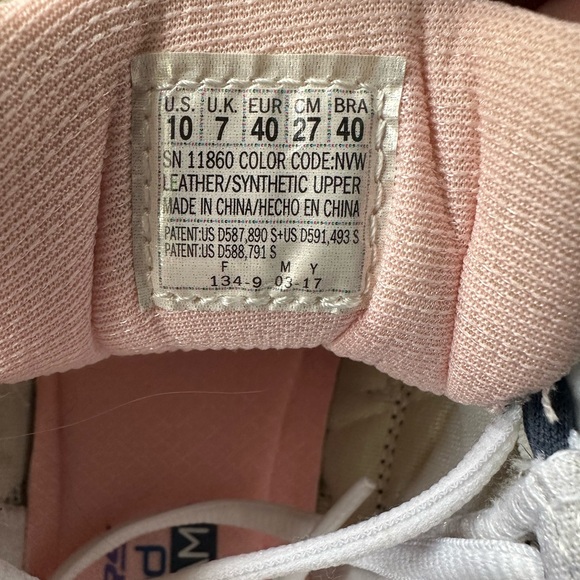 U.S. U.K. EUR CM BRA
10 7 40 27 40
SN 11860 COLOR CODE:NVW
LEATHER/SYNTHETIC UPPER
MADE IN CHINA/HECHO EN CHINA
PATENT:US D587,890 S+US D591,493 S
PATENT:US D588,791 S
F M Y
134-9 03-17
M